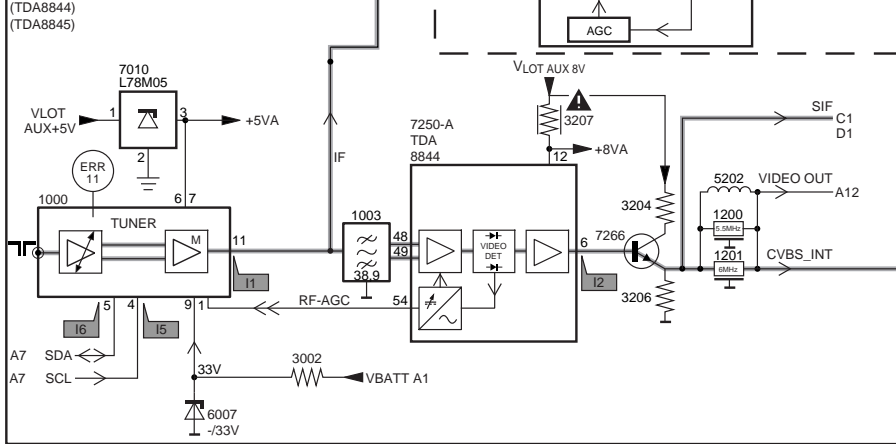 (TDA8844)
(TDA8845)
AGC
VLOT AUX 8V
7010
L78M05
VLOT
AUX+5V
1
3
+5VA
2
ERR
11
6 7
IF
3207
+8VA
12
7250-A
TDA
8844
SIF
C1
D1
5202
VIDEO OUT
A12
3204
1200
5.5MHz
7266
1201
6MHz
CVBS_INT
3206
1000
TUNER
M
11
I1
1003
38.9
48
49
VIDEO
DET
6
I2
RF-AGC
54
I6
5
4
I5
9
1
A7 SDA
A7 SCL
33V
3002
VBATT A1
6007
-/33V